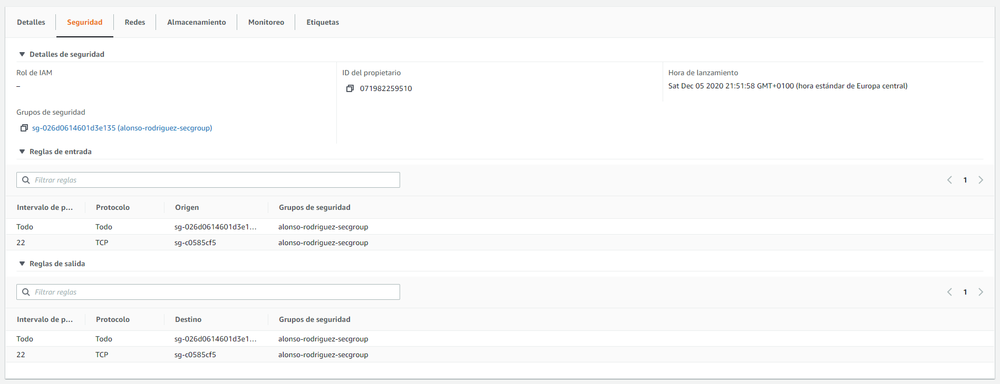 Detalles Seguridad Redes Almacenamiento Monitoreo Etiquetas
Detalles de seguridad
Rol de IAM ID del propietario Hora de lanzamiento
– 071982259510 Sat Dec 05 2020 21:51:58 GMT+0100 (hora estándar de Europa central)
Grupos de seguridad
sg-026d0614601d3e135 (alonso-rodriguez-secgroup)
Reglas de entrada
Filtrar reglas 1
Intervalo de p... Protocolo Origen Grupos de seguridad
Todo Todo sg-026d0614601d3e1... alonso-rodriguez-secgroup
22 TCP sg-c0585cf5 alonso-rodriguez-secgroup
Reglas de salida
Filtrar reglas 1
Intervalo de p... Protocolo Destino Grupos de seguridad
Todo Todo sg-026d0614601d3e1... alonso-rodriguez-secgroup
22 TCP sg-c0585cf5 alonso-rodriguez-secgroup